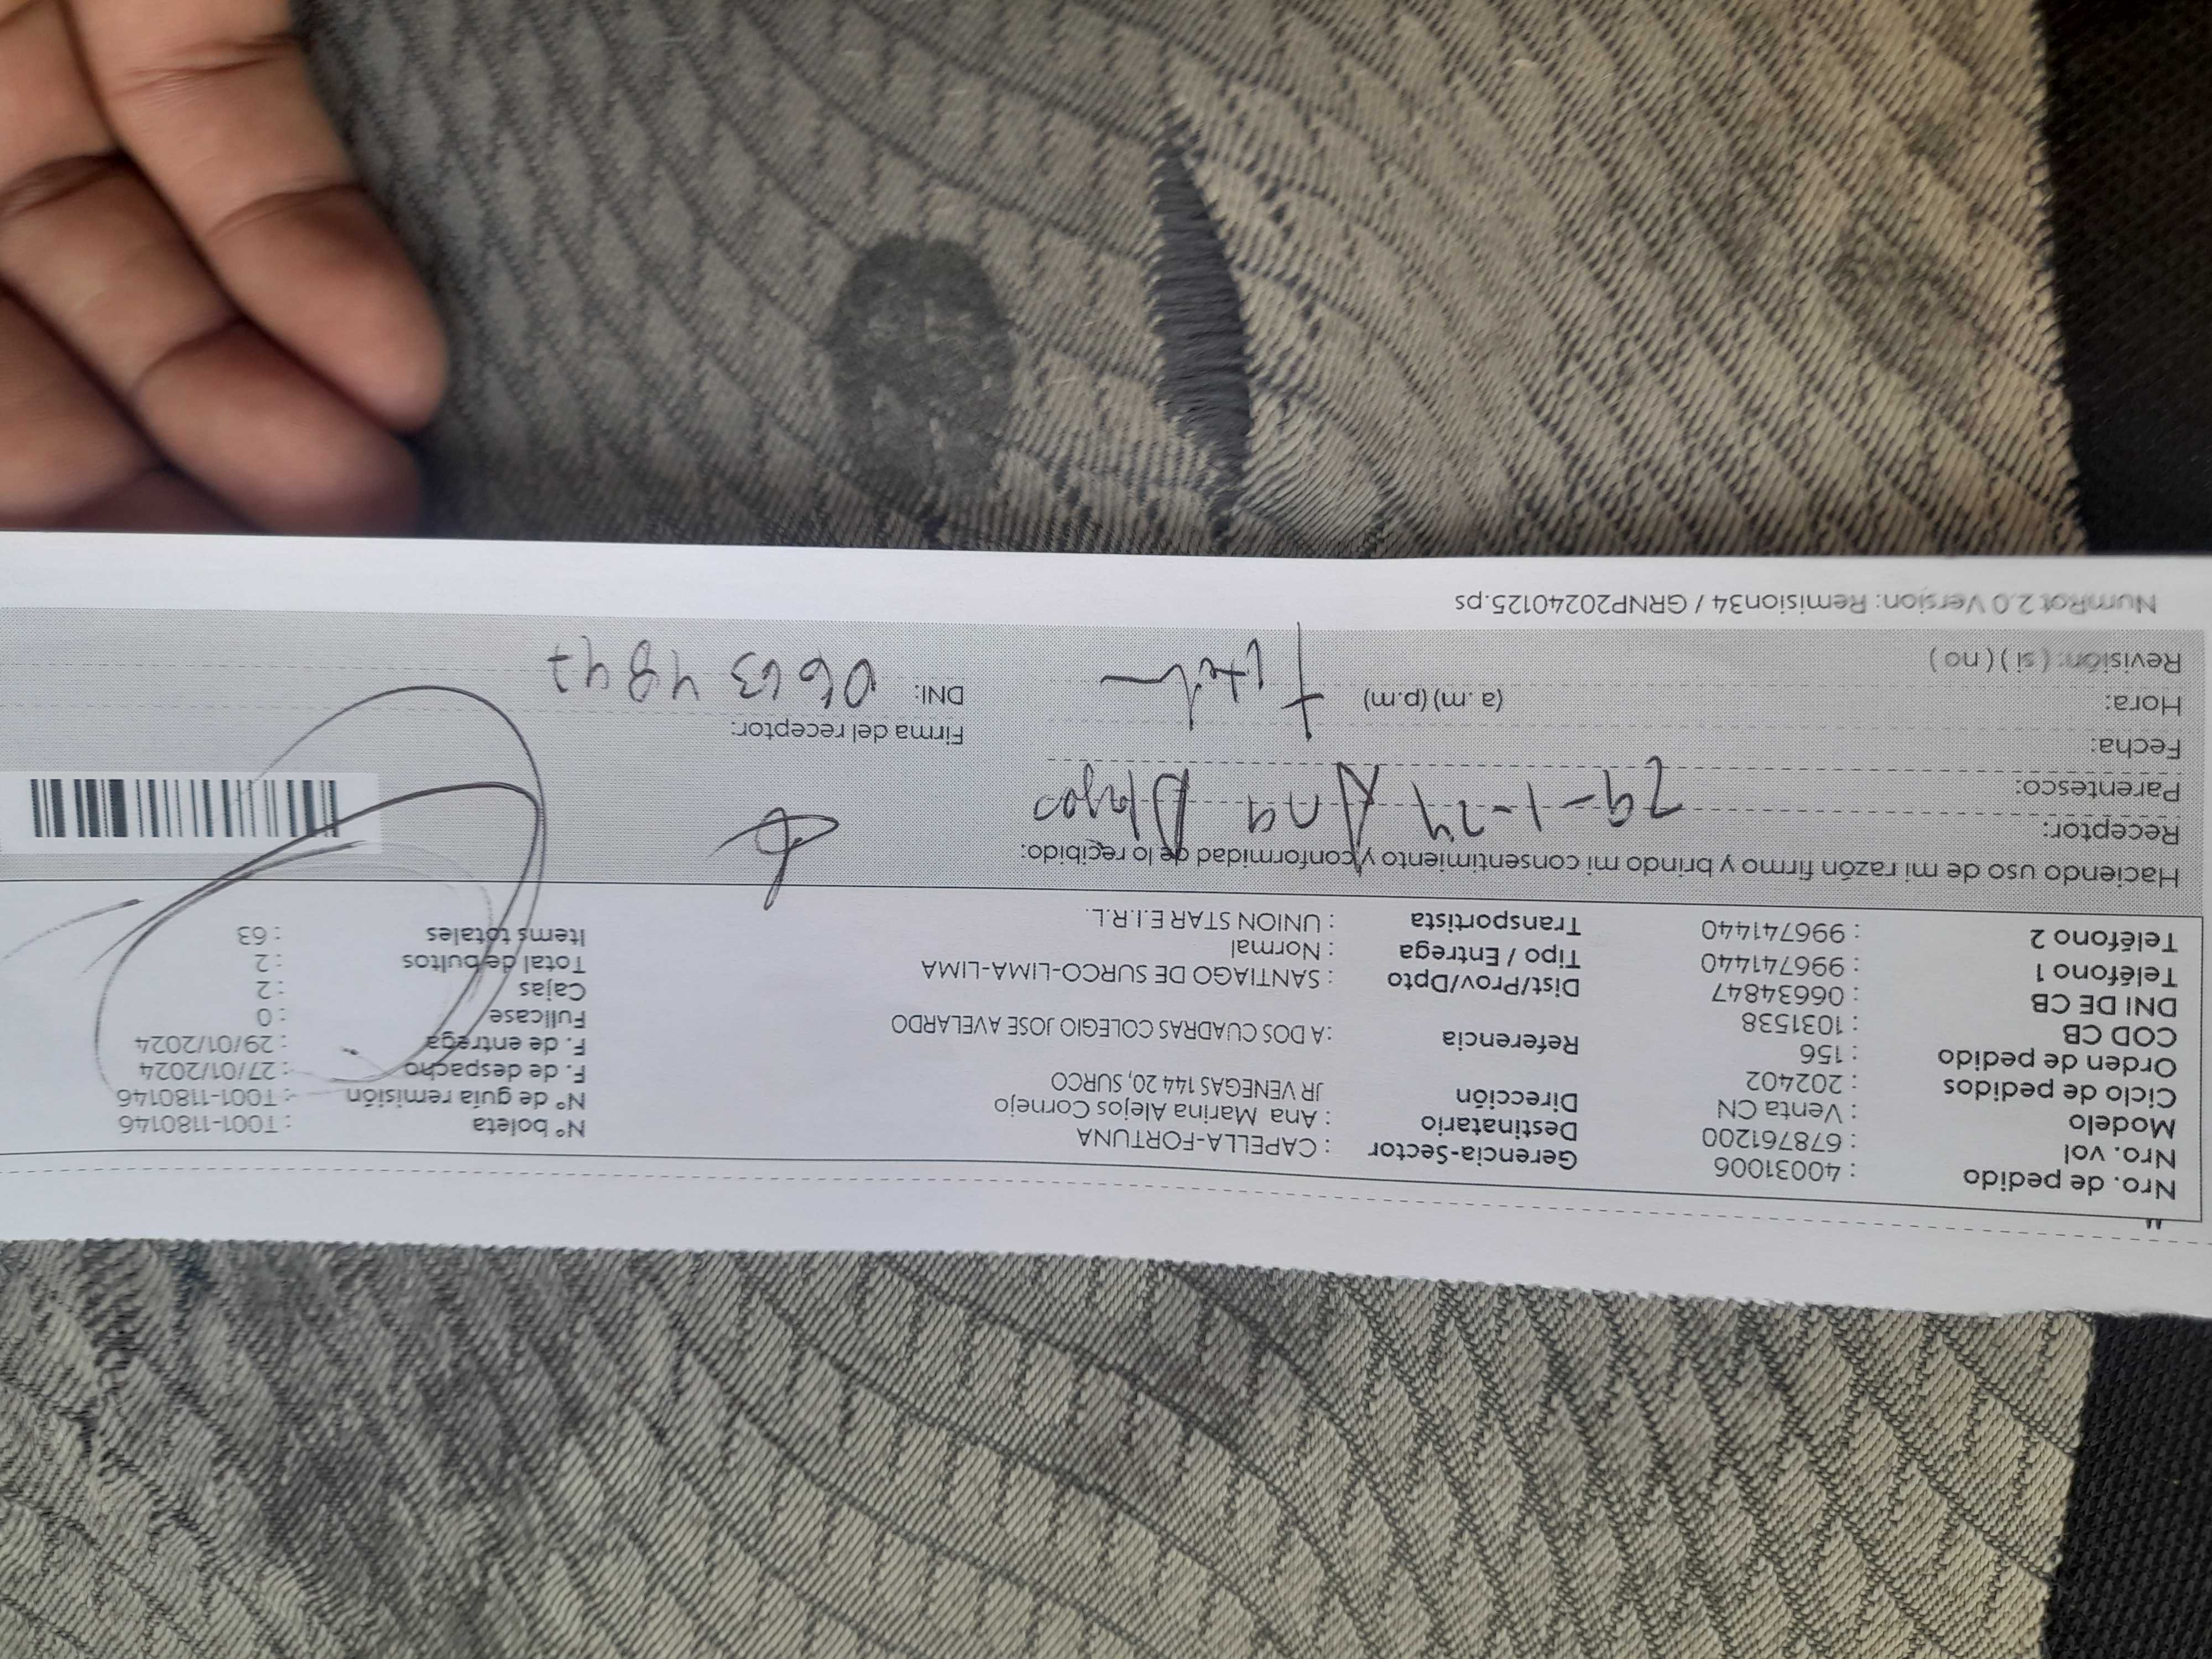 Nro. de pedido : 40031006 Gerencia-Sector : CAPELLA-FORTUNA Nº boleta : T001-1180146
Nro. vol : 678761200 Destinatario : Ana Marina Alejos Cornejo Nº de guía remisión : T001-1180146
Modelo : Venta CN Dirección JR VENEGAS 144 20, SURCO F. de despacho : 27/01/2024
Ciclo de pedidos : 202402 F. de entrega : 29/01/2024
Orden de pedido : 156 Referencia : A DOS CUADRAS COLEGIO JOSE AVELARDO Fullcase : 0
COD CB : 1031538 Cajas : 2
DNI DE CB : 06634847 Dist/Prov/Dpto : SANTIAGO DE SURCO-LIMA-LIMA Total de bultos : 2
Teléfono 1 : 996741440 Tipo / Entrega : Normal Items totales : 63
Teléfono 2 : 996741440 Transportista : UNION STAR E.I.R.L.
Haciendo uso de mi razón firmo y brindo mi consentimiento y conformidad de lo recibido:
Receptor:
Parentesco: 29-1-24 Ana
Fecha:
Firma del receptor:
Hora: (a. m) (p.m) DNI: 06634847
Revisión: ( si ) ( no )
NumRot 2.0 Version: Remision34 / GRNP20240125.ps